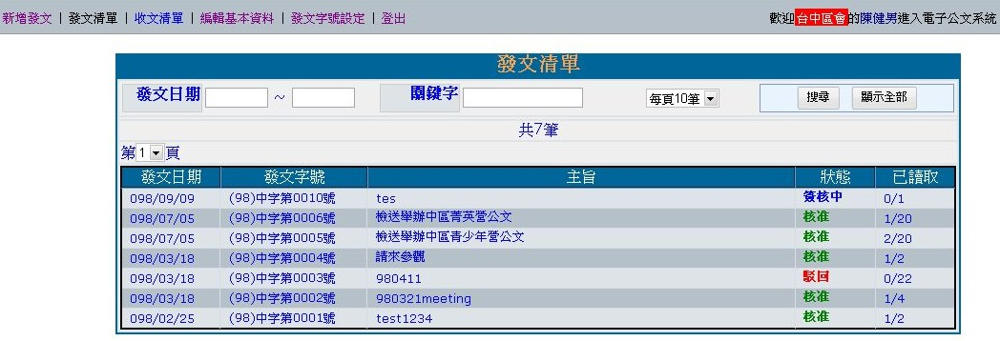 新增發文 | 發文清單 | 收文清單 | 編輯基本資料 | 發文字號設定 | 登出 歡迎台中區會的陳健男進入電子公文系統
發文清單
發文日期 ~ 關鍵字 每頁10筆 搜尋 顯示全部
共7筆
第1頁
發文日期 發文字號 主旨 狀態 已讀取
098/09/09 (98)中字第0010號 tes 簽核中 0/1
098/07/05 (98)中字第0006號 檢送舉辦中區菁英營公文 核准 1/20
098/07/05 (98)中字第0005號 檢送舉辦中區青少年營公文 核准 2/20
098/03/18 (98)中字第0004號 請來參觀 核准 1/2
098/03/18 (98)中字第0003號 980411 駁回 0/22
098/03/18 (98)中字第0002號 980321meeting 核准 1/4
098/02/25 (98)中字第0001號 test1234 核准 1/2